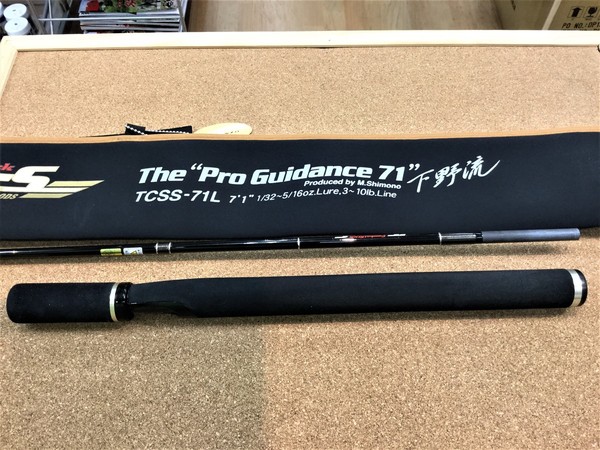 The "Pro Guidance 71" 下野流
Produced by M.Shimono
TCSS-71L 7'1" 1/32~5/16oz.Lure,3~10lb.Line